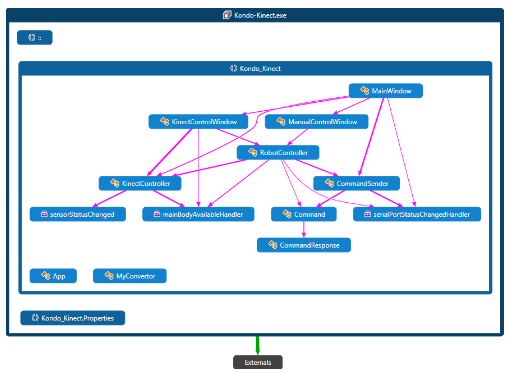 Kondo-Kinect.exe
::
Kondo_Kinect
MainWindow
KinectControlWindow
ManualControlWindow
RobotController
KinectController
CommandSender
sensorStatusChanged
mainBodyAvailableHandler
Command
serialPortStatusChangedHandler
CommandResponse
App
MyConvertor
Kondo_Kinect.Properties
Externals